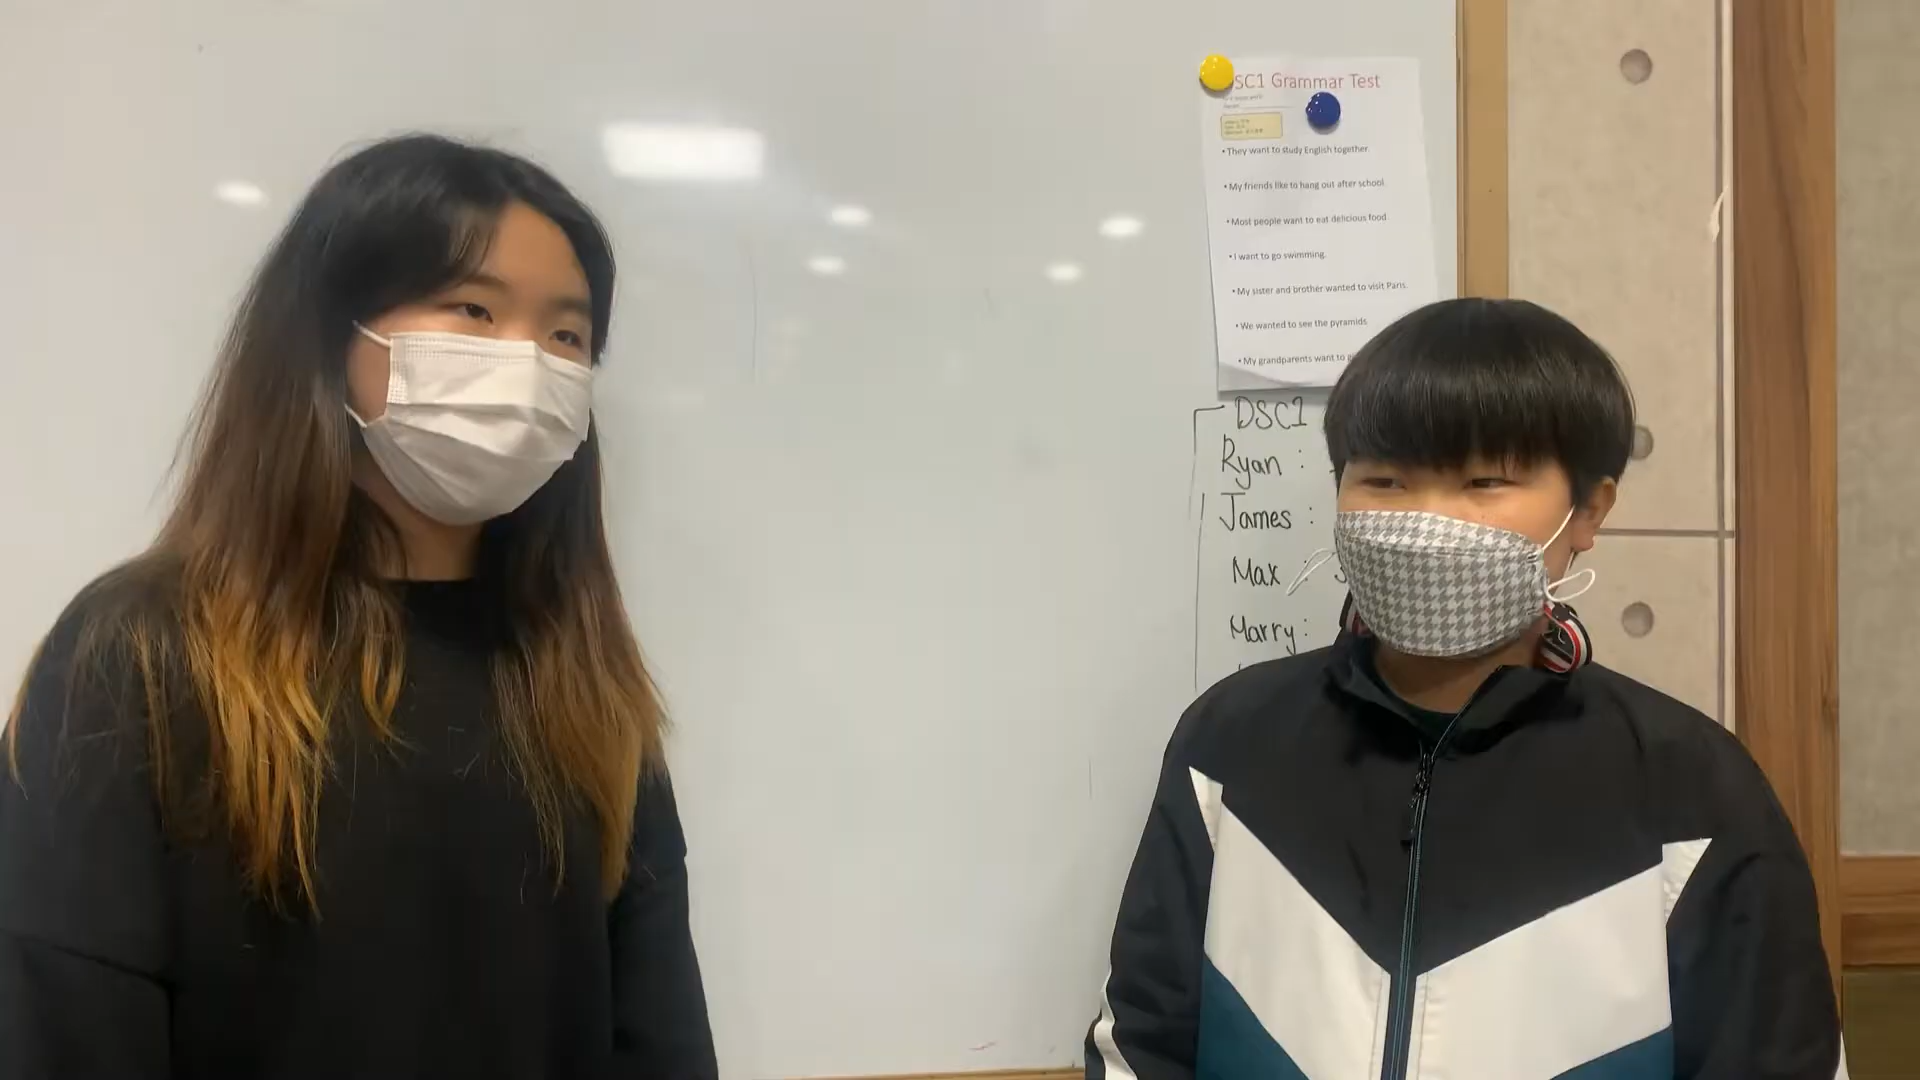 SC1 Grammar Test
• They want to study English together.
• My friends like to hang out after school.
• Most people want to eat delicious food.
• I want to go swimming.
• My sister and brother wanted to visit Paris.
• We wanted to see the pyramids.
• My grandparents want to
DSC1
Ryan :
James :
Max :
Marry :